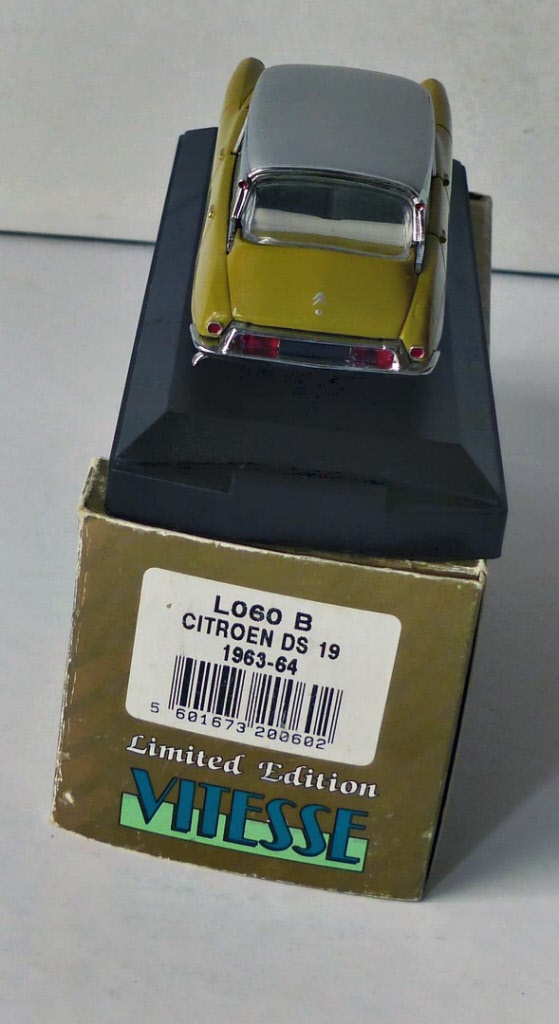 L060 B
CITROEN DS 19
1963-64
5 601673 200602
Limited Edition
VITESSE